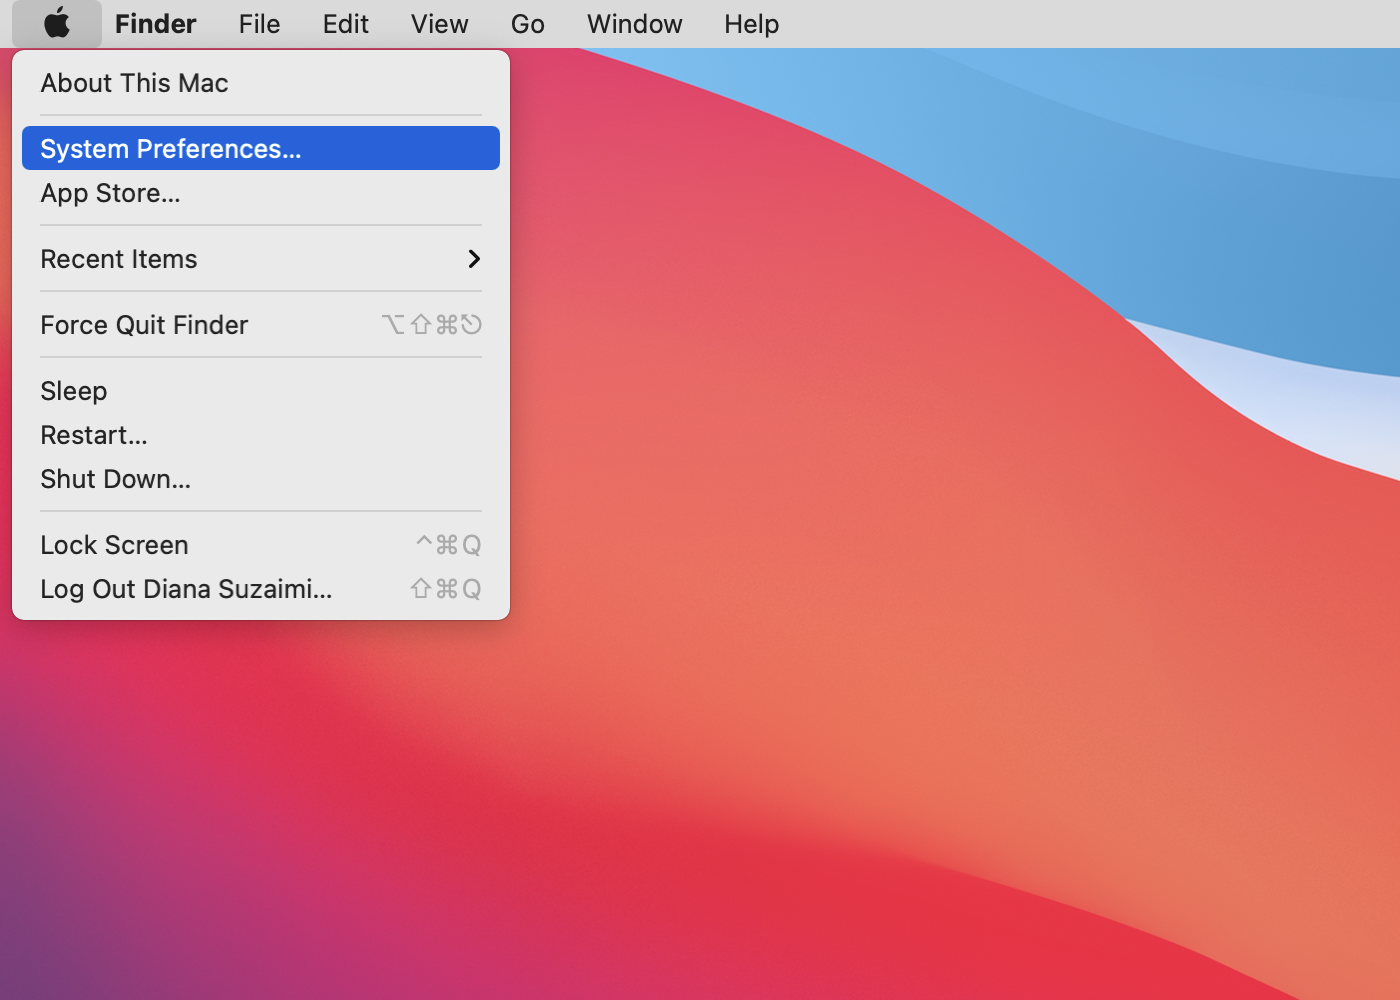 Finder File Edit View Go Window Help
About This Mac
System Preferences...
App Store...
Recent Items
Force Quit Finder ⌥⇧⌘⎋
Sleep
Restart...
Shut Down...
Lock Screen ^⌘Q
Log Out Diana Suzaimi... ⇧⌘Q